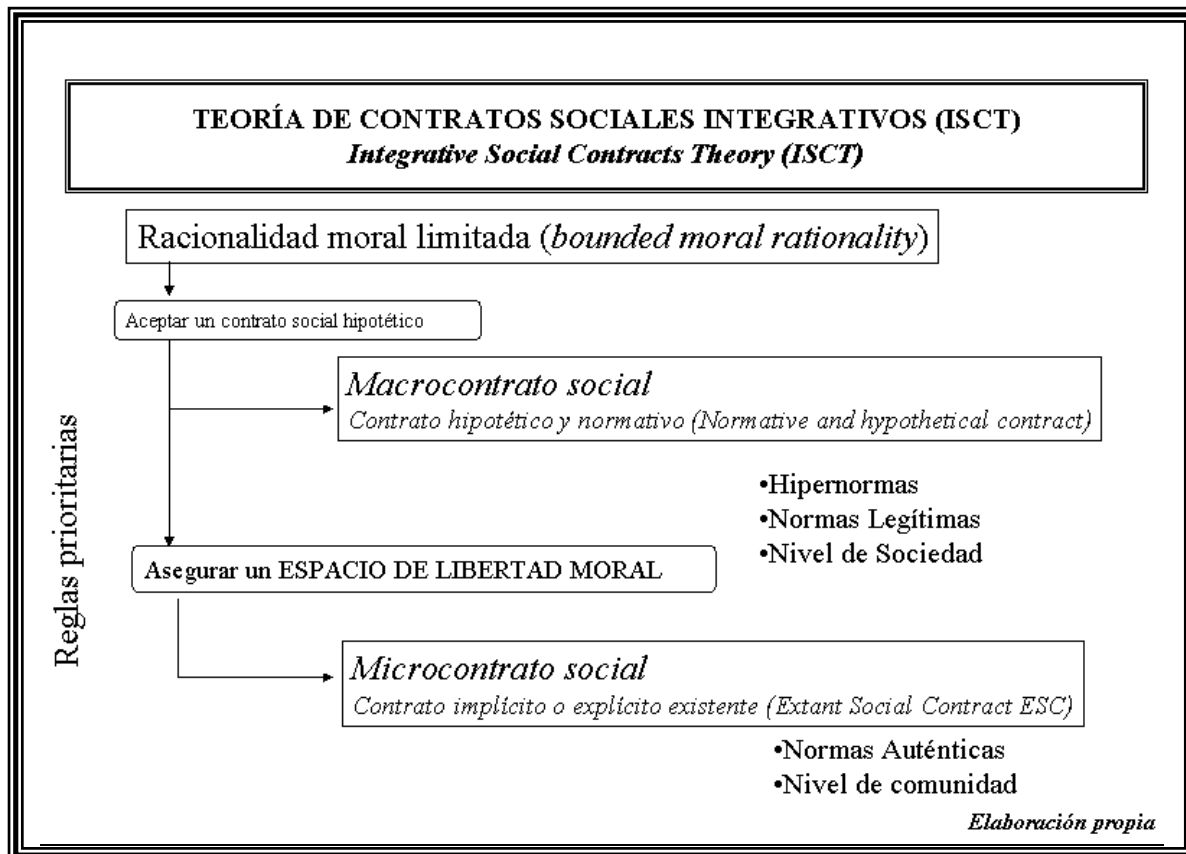 TEORÍA DE CONTRATOS SOCIALES INTEGRATIVOS (ISCT)
Integrative Social Contracts Theory (ISCT)
Racionalidad moral limitada (bounded moral rationality)
Aceptar un contrato social hipotético
Macrocontrato social
Contrato hipotético y normativo (Normative and hypothetical contract)
Reglas prioritarias
•Hipernormas
•Normas Legítimas
•Nivel de Sociedad
Asegurar un ESPACIO DE LIBERTAD MORAL
Microcontrato social
Contrato implícito o explícito existente (Extant Social Contract ESC)
•Normas Auténticas
•Nivel de comunidad
Elaboración propia